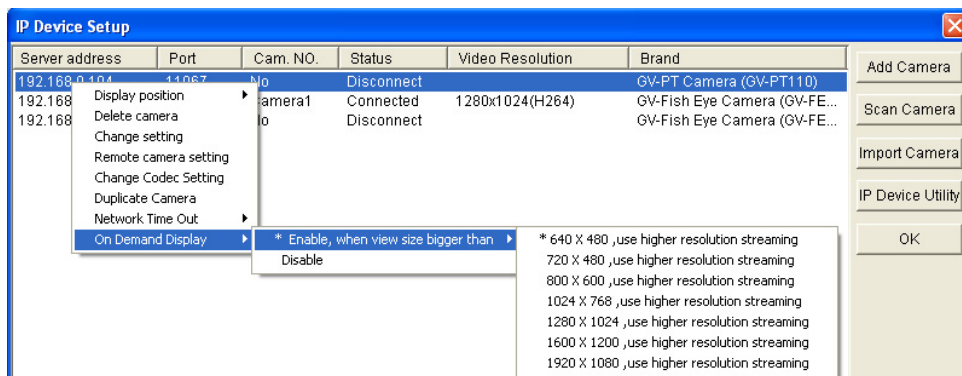 IP Device Setup
Server address Port Cam. NO. Status Video Resolution Brand
Add Camera
192.168.0.104 11067 No Disconnect GV-PT Camera (GV-PT110)
192.168 Camera1 Connected 1280x1024(H264) GV-Fish Eye Camera (GV-FE...
192.168 No Disconnect GV-Fish Eye Camera (GV-FE...
Scan Camera
Import Camera
IP Device Utility
OK
Display position
Delete camera
Change setting
Remote camera setting
Change Codec Setting
Duplicate Camera
Network Time Out
On Demand Display
* Enable, when view size bigger than
Disable
* 640 X 480 ,use higher resolution streaming
720 X 480 ,use higher resolution streaming
800 X 600 ,use higher resolution streaming
1024 X 768 ,use higher resolution streaming
1280 X 1024 ,use higher resolution streaming
1600 X 1200 ,use higher resolution streaming
1920 X 1080 ,use higher resolution streaming